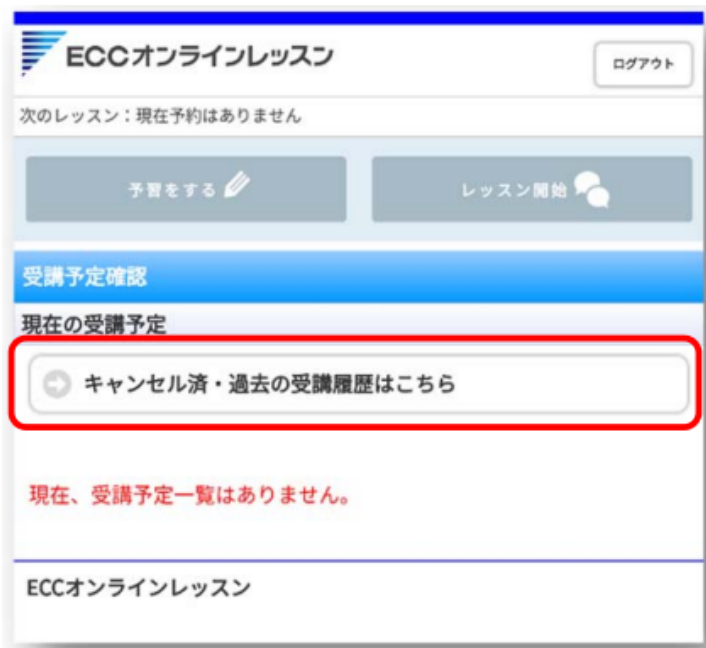 ECCオンラインレッスン
ログアウト
次のレッスン：現在予約はありません
予習をする
レッスン開始
受講予定確認
現在の受講予定
キャンセル済・過去の受講履歴はこちら
現在、受講予定一覧はありません。
ECCオンラインレッスン